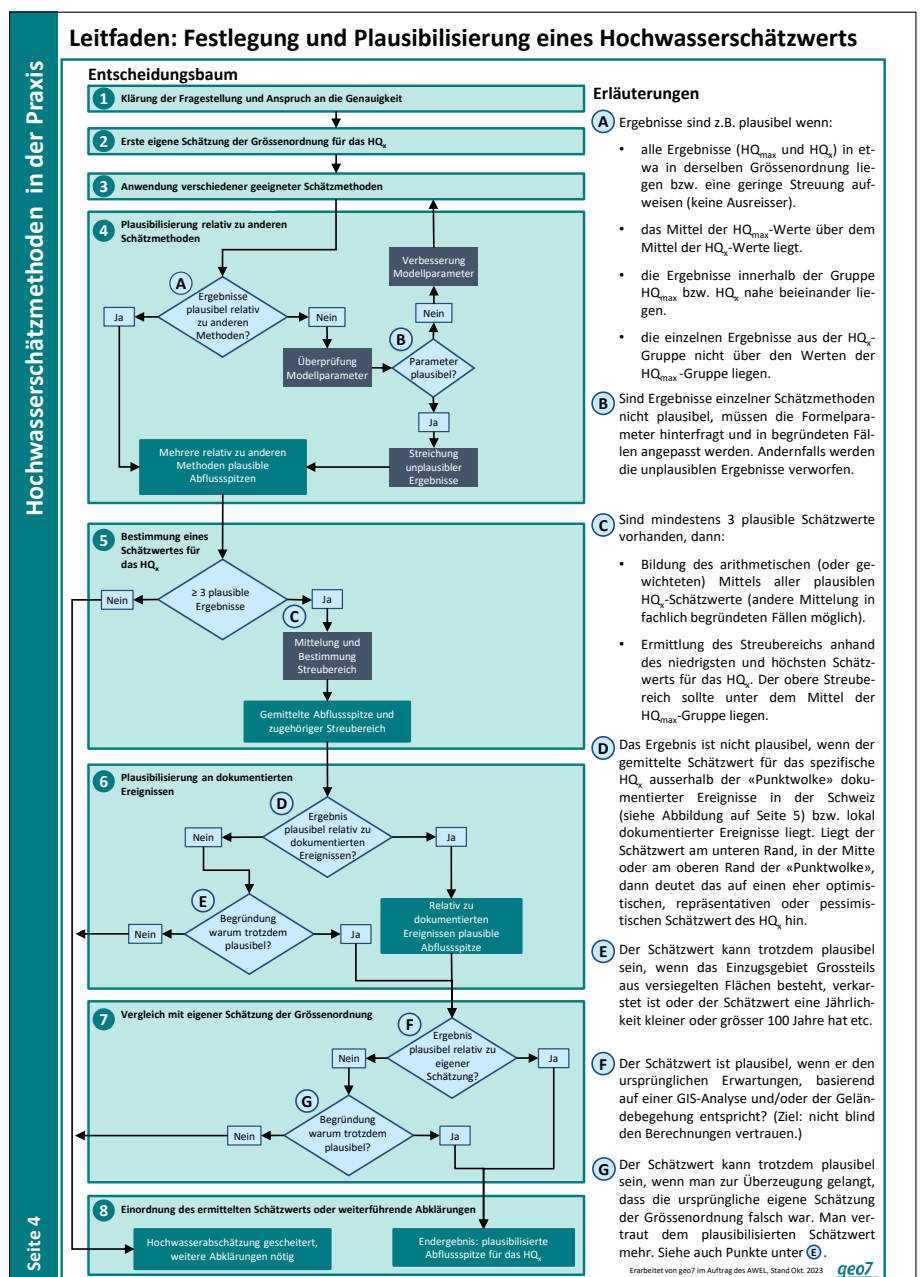 Hochwasserschätzmethoden in der Praxis
Seite 4
Leitfaden: Festlegung und Plausibilisierung eines Hochwasserschätzwerts
Entscheidungsbaum
1 Klärung der Fragestellung und Anspruch an die Genauigkeit
2 Erste eigene Schätzung der Grössenordnung für das HQx
3 Anwendung verschiedener geeigneter Schätzmethoden
4 Plausibilisierung relativ zu anderen
Schätzmethoden
A
Ergebnisse
plausibel relativ
zu anderen
Methoden?
Ja
Nein
Überprüfung
Modellparameter
B
Parameter
plausibel?
Nein
Verbesserung
Modellparameter
Ja
Streichung
unplausibler
Ergebnisse
Mehrere relativ zu anderen
Methoden plausible
Abflussspitzen
5 Bestimmung eines
Schätzwertes für
das HQx
≥ 3 plausible
Ergebnisse
Nein
Ja
C
Mittelung und
Bestimmung
Streubereich
Gemittelte Abflussspitze und
zugehöriger Streubereich
6 Plausibilisierung an dokumentierten
Ereignissen
D
Ergebnis
plausibel relativ zu
dokumentierten
Ereignissen?
Nein
Ja
E
Begründung
warum trotzdem
plausibel?
Nein
Ja
Relativ zu
dokumentierten
Ereignissen plausible
Abflussspitze
7 Vergleich mit eigener Schätzung der Grössenordnung
F
Ergebnis
plausibel relativ zu
eigener
Schätzung?
Nein
Ja
G
Begründung
warum trotzdem
plausibel?
Nein
Ja
8 Einordnung des ermittelten Schätzwerts oder weiterführende Abklärungen
Hochwasserabschätzung gescheitert,
weitere Abklärungen nötig
Endergebnis: plausibilisierte
Abflussspitze für das HQx
Erläuterungen
A Ergebnisse sind z.B. plausibel wenn:
• alle Ergebnisse (HQmax und HQx) in et-
wa in derselben Grössenordnung lie-
gen bzw. eine geringe Streuung auf-
weisen (keine Ausreisser).
• das Mittel der HQmax-Werte über dem
Mittel der HQx-Werte liegt.
• die Ergebnisse innerhalb der Gruppe
HQmax bzw. HQx nahe beieinander lie-
gen.
• die einzelnen Ergebnisse aus der HQx-
Gruppe nicht über den Werten der
HQmax-Gruppe liegen.
B Sind Ergebnisse einzelner Schätzmethoden
nicht plausibel, müssen die Formelpara-
meter hinterfragt und in begründeten Fäl-
len angepasst werden. Andernfalls werden
die unplausiblen Ergebnisse verworfen.
C Sind mindestens 3 plausible Schätzwerte
vorhanden, dann:
• Bildung des arithmetischen (oder ge-
wichteten) Mittels aller plausiblen
HQx-Schätzwerte (andere Mittelung in
fachlich begründeten Fällen möglich).
• Ermittlung des Streubereichs anhand
des niedrigsten und höchsten Schätz-
werts für das HQx. Der obere Streube-
reich sollte unter dem Mittel der
HQmax-Gruppe liegen.
D Das Ergebnis ist nicht plausibel, wenn der
gemittelte Schätzwert für das spezifische
HQx ausserhalb der «Punktwolke» doku-
mentierter Ereignisse in der Schweiz
(siehe Abbildung auf Seite 5) bzw. lokal
dokumentierter Ereignisse liegt. Liegt der
Schätzwert am unteren Rand, in der Mitte
oder am oberen Rand der «Punktwolke»,
dann deutet das auf einen eher optimis-
tischen, repräsentativen oder pessimis-
tischen Schätzwert des HQx hin.
E Der Schätzwert kann trotzdem plausibel
sein, wenn das Einzugsgebiet Grossteils
aus versiegelten Flächen besteht, verkar-
stet ist oder der Schätzwert eine Jährlich-
keit kleiner oder grösser 100 Jahre hat etc.
F Der Schätzwert ist plausibel, wenn er den
ursprünglichen Erwartungen, basierend
auf einer GIS-Analyse und/oder der Gelän-
debegehung entspricht? (Ziel: nicht blind
den Berechnungen vertrauen.)
G Der Schätzwert kann trotzdem plausibel
sein, wenn man zur Überzeugung gelangt,
dass die ursprüngliche eigene Schätzung
der Grössenordnung falsch war. Man ver-
traut dem plausibilisierten Schätzwert
mehr. Siehe auch Punkte unter E.
Erarbeitet von geo7 im Auftrag des AWEL, Stand Okt. 2023 geo7